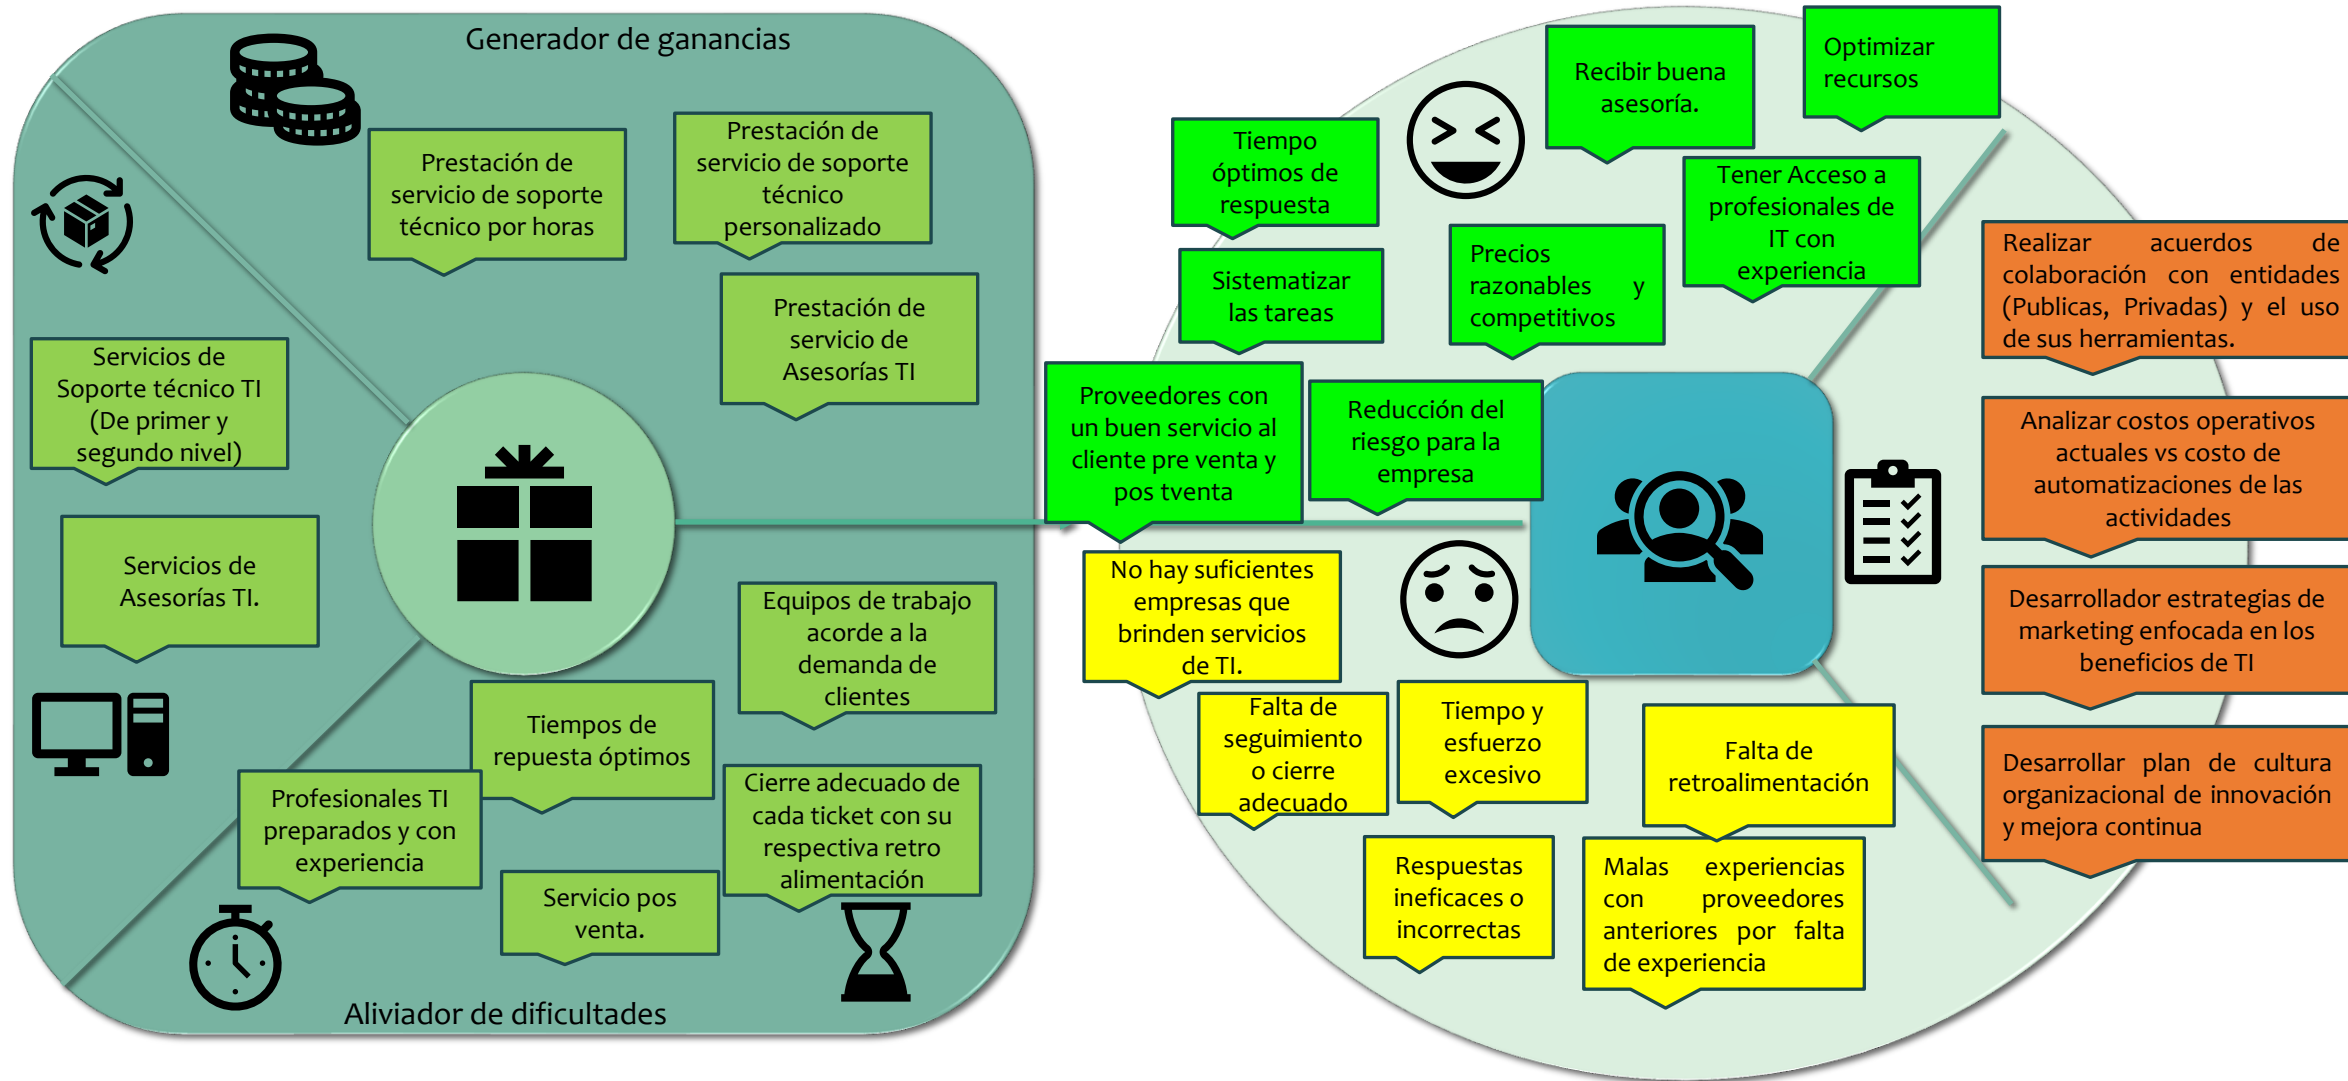 Generador de ganancias
Prestación de
servicio de soporte
técnico por horas
Prestación de
servicio de soporte
técnico
personalizado
Prestación de
servicio de
Asesorías TI
Servicios de
Soporte técnico TI
(De primer y
segundo nivel)
Servicios de
Asesorías TI.
Equipos de trabajo
acorde a la
demanda de
clientes
Tiempos de
repuesta óptimos
Profesionales TI
preparados y con
experiencia
Cierre adecuado de
cada ticket con su
respectiva retro
alimentación
Servicio pos
venta.
Aliviador de dificultades
Optimizar
recursos
Recibir buena
asesoría.
Tiempo
óptimos de
respuesta
Tener Acceso a
profesionales de
IT con
experiencia
Sistematizar
las tareas
Precios
razonables y
competitivos
Proveedores con
un buen servicio al
cliente pre venta y
pos tventa
Reducción del
riesgo para la
empresa
No hay suficientes
empresas que
brinden servicios
de TI.
Falta de
seguimiento
o cierre
adecuado
Tiempo y
esfuerzo
excesivo
Falta de
retroalimentación
Respuestas
ineficaces o
incorrectas
Malas experiencias
con proveedores
anteriores por falta
de experiencia
Realizar acuerdos de
colaboración con entidades
(Publicas, Privadas) y el uso
de sus herramientas.
Analizar costos operativos
actuales vs costo de
automatizaciones de las
actividades
Desarrollador estrategias de
marketing enfocada en los
beneficios de TI
Desarrollar plan de cultura
organizacional de innovación
y mejora continua